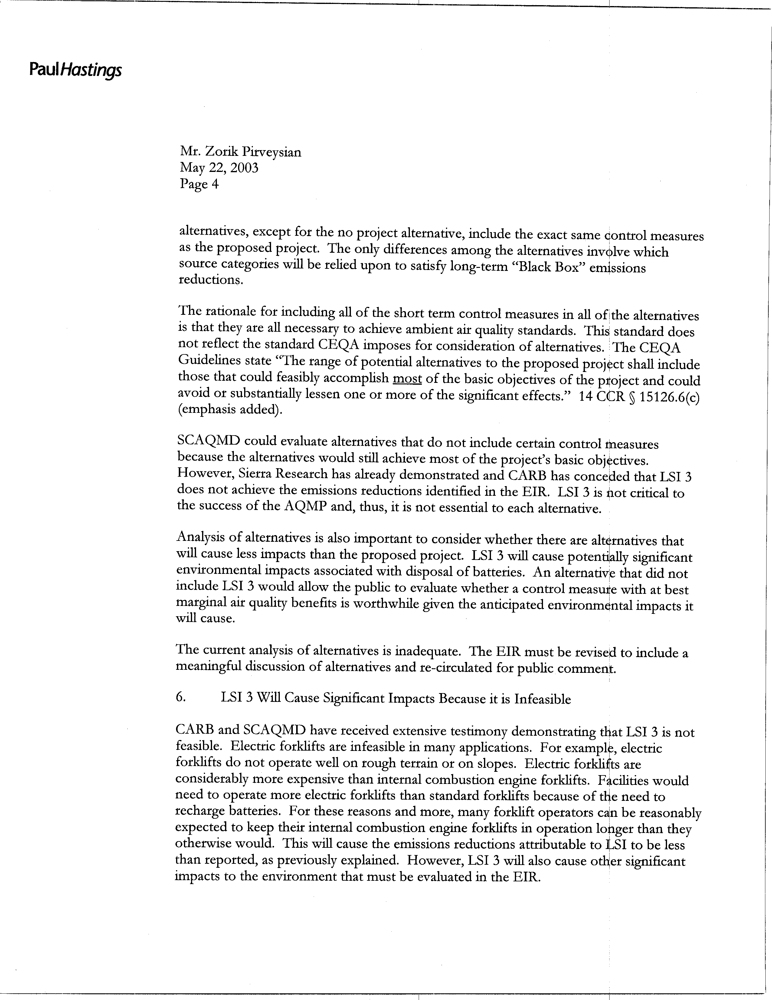 PaulHastings
Mr. Zorik Pirveysian
May 22, 2003
Page 4
alternatives, except for the no project alternative, include the exact same control measures
as the proposed project. The only differences among the alternatives involve which
source categories will be relied upon to satisfy long-term “Black Box” emissions
reductions.
The rationale for including all of the short term control measures in all of the alternatives
is that they are all necessary to achieve ambient air quality standards. This standard does
not reflect the standard CEQA imposes for consideration of alternatives. The CEQA
Guidelines state “The range of potential alternatives to the proposed project shall include
those that could feasibly accomplish most of the basic objectives of the project and could
avoid or substantially lessen one or more of the significant effects.” 14 CCR § 15126.6(c)
(emphasis added).
SCAQMD could evaluate alternatives that do not include certain control measures
because the alternatives would still achieve most of the project’s basic objectives.
However, Sierra Research has already demonstrated and CARB has conceded that LSI 3
does not achieve the emissions reductions identified in the EIR. LSI 3 is not critical to
the success of the AQMP and, thus, it is not essential to each alternative.
Analysis of alternatives is also important to consider whether there are alternatives that
will cause less impacts than the proposed project. LSI 3 will cause potentially significant
environmental impacts associated with disposal of batteries. An alternative that did not
include LSI 3 would allow the public to evaluate whether a control measure with at best
marginal air quality benefits is worthwhile given the anticipated environmental impacts it
will cause.
The current analysis of alternatives is inadequate. The EIR must be revised to include a
meaningful discussion of alternatives and re-circulated for public comment.
6. LSI 3 Will Cause Significant Impacts Because it is Infeasible
CARB and SCAQMD have received extensive testimony demonstrating that LSI 3 is not
feasible. Electric forklifts are infeasible in many applications. For example, electric
forklifts do not operate well on rough terrain or on slopes. Electric forklifts are
considerably more expensive than internal combustion engine forklifts. Facilities would
need to operate more electric forklifts than standard forklifts because of the need to
recharge batteries. For these reasons and more, many forklift operators can be reasonably
expected to keep their internal combustion engine forklifts in operation longer than they
otherwise would. This will cause the emissions reductions attributable to LSI to be less
than reported, as previously explained. However, LSI 3 will also cause other significant
impacts to the environment that must be evaluated in the EIR.